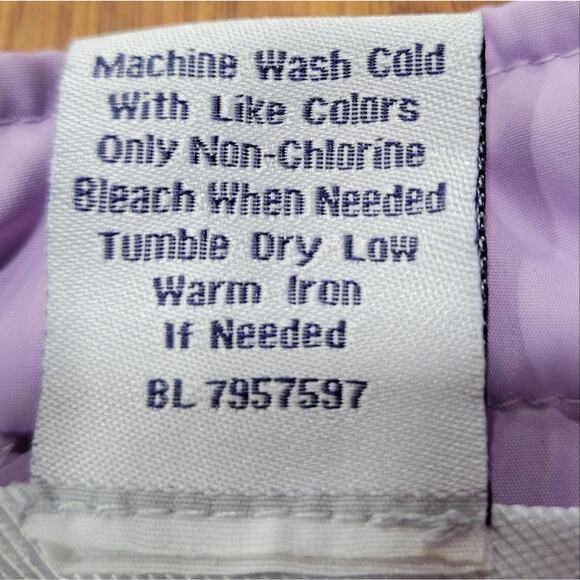 Machine Wash Cold
With Like Colors
Only Non-Chlorine
Bleach When Needed
Tumble Dry Low
Warm Iron
If Needed
BL 7957597